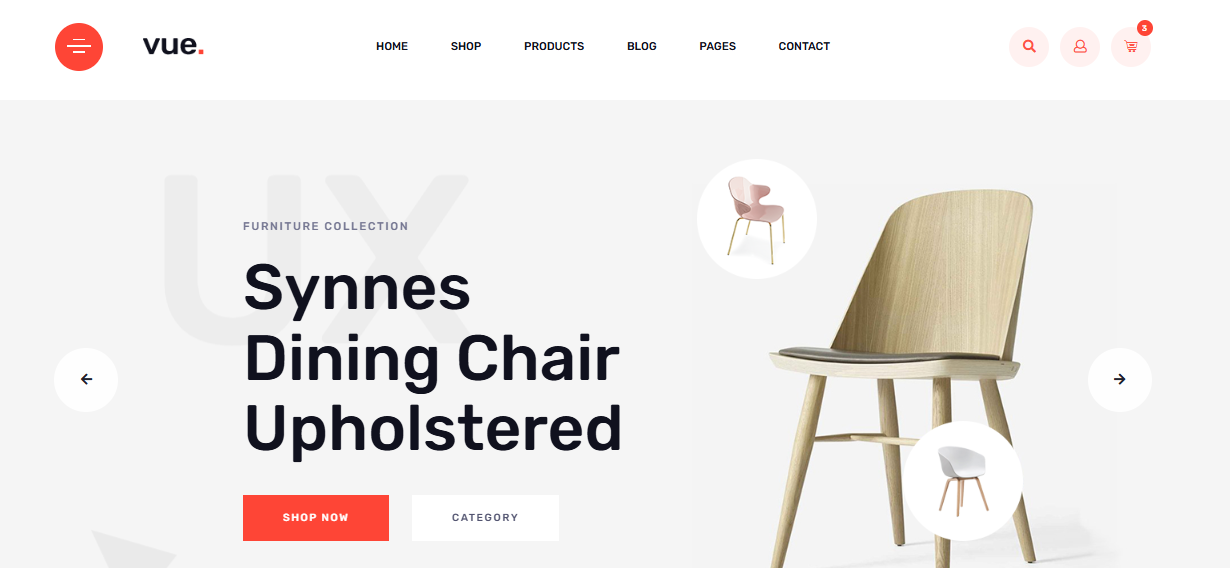 vue.
HOME SHOP PRODUCTS BLOG PAGES CONTACT
3
UX
FURNITURE COLLECTION
Synnes
Dining Chair
Upholstered
SHOP NOW
CATEGORY